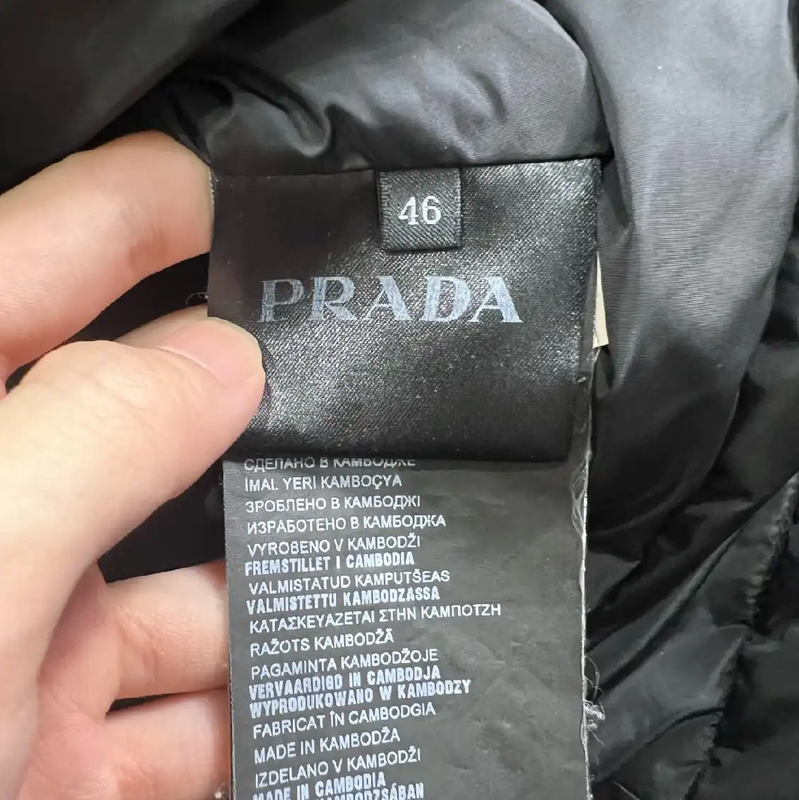 46
PRADA
СДЕЛАНО В КАМБОДЖЕ
İMAL YERİ KAMBOÇYA
ЗРОБЛЕНО В КАМБОДЖІ
ИЗРАБОТЕНО В КАМБОДЖА
VYROBENO V KAMBODŽI
FREMSTILLET I CAMBODIA
VALMISTATUD KAMPUTŠEAS
VALMISTETTU KAMBODZASSA
ΚΑΤΑΣΚΕΥΑΖΕΤΑΙ ΣΤΗΝ ΚΑΜΠΟΤΖΗ
RAŽOTS KAMBODŽĀ
PAGAMINTA KAMBODŽOJE
VERVAARDIGD IN CAMBODJA
WYPRODUKOWANO W KAMBODZY
FABRICAT ÎN CAMBODGIA
MADE IN KAMBODŽA
IZDELANO V KAMBODŽI
MADE IN CAMBODIA